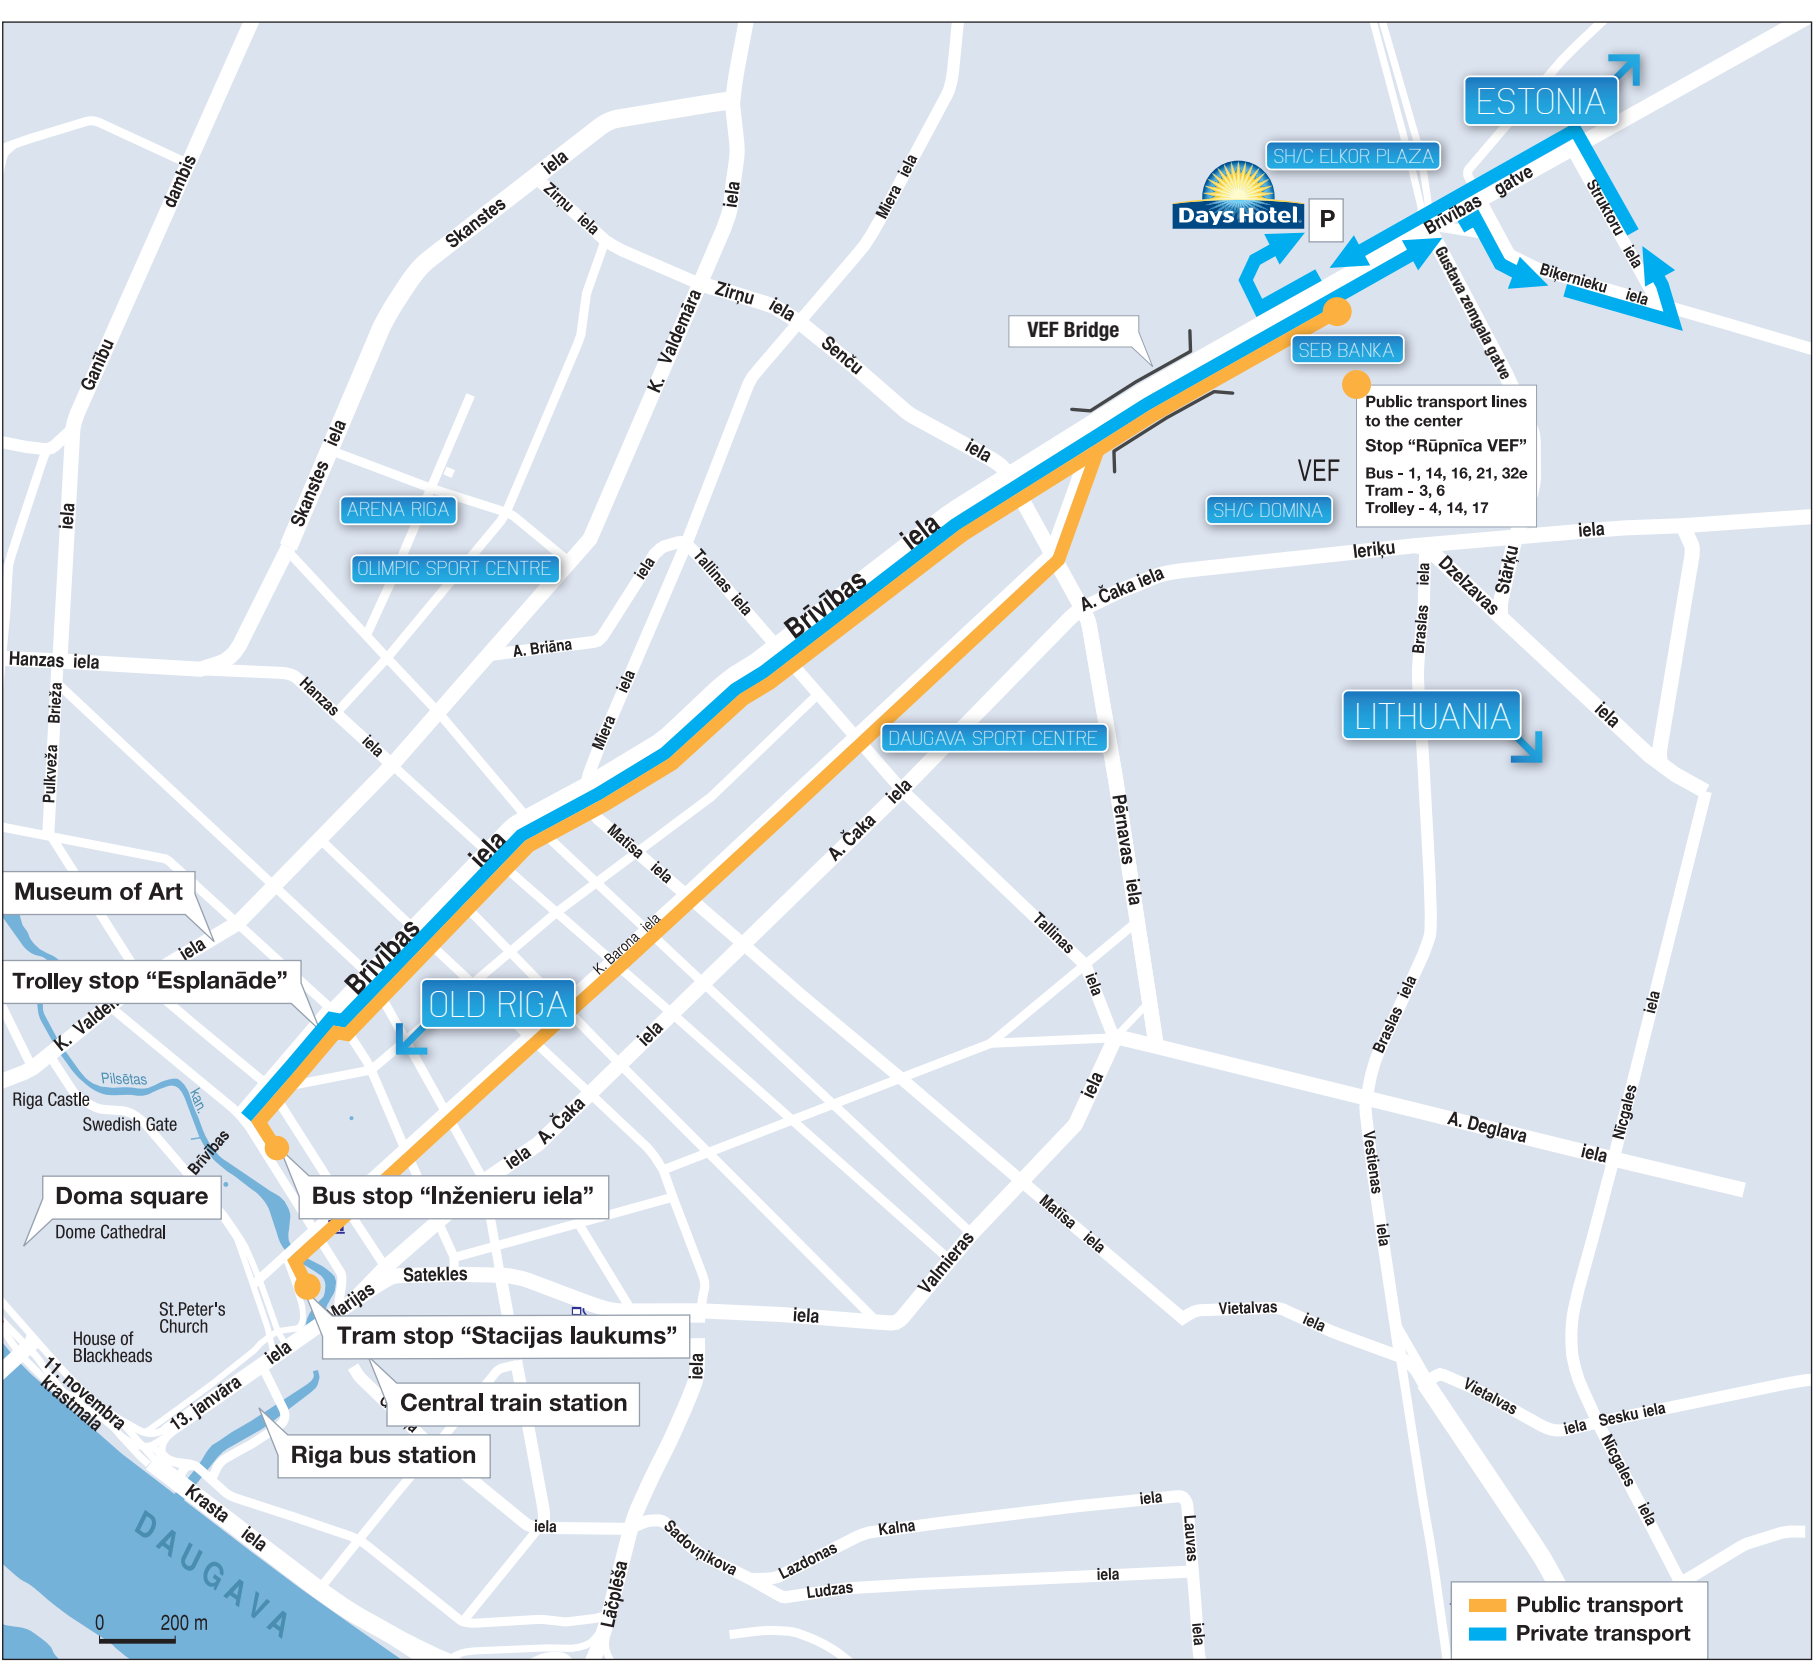 ESTONIA
SH/C ELKOR PLAZA
Days Hotel
P
Brīvības gatve
Struktoru iela
Biķernieku iela
Gustava zemgala gatve
VEF Bridge
SEB BANKA
Public transport lines
to the center
Stop “Rūpnīca VEF”
Bus - 1, 14, 16, 21, 32e
Tram - 3, 6
Trolley - 4, 14, 17
VEF
SH/C DOMINA
dambis
Ganību
iela
Skanstes
iela
Zirņu iela
iela
Miera iela
K. Valdemāra
Zirņu iela
Senču
iela
Skanstes iela
ARENA RIGA
OLIMPIC SPORT CENTRE
Tallinas iela
iela
A. Briāna
Brīvības
iela
A. Čaka iela
Ieriķu
iela
Stārķu
Dzelzavas
iela
Braslas iela
LITHUANIA
Hanzas iela
Hanzas
iela
Brieža
Pulkveža
Miera iela
DAUGAVA SPORT CENTRE
A. Čaka
iela
Pērnavas iela
Matīsa iela
iela
Brīvības
Museum of Art
iela
Trolley stop “Esplanāde”
K. Barona iela
OLD RIGA
Tallinas
iela
Braslas iela
iela
Nīcgales
Pilsētas
kan.
Riga Castle
Swedish Gate
Brīvības
iela
A. Čaka
iela
iela
A. Deglava
iela
Vestienas
iela
Doma square
Dome Cathedral
Bus stop “Inženieru iela”
Matīsa
iela
Valmieras
Satekles
iela
Marijas
St.Peter's
Church
House of
Blackheads
Tram stop “Stacijas laukums”
Vietalvas
iela
iela
11. novembra
krastmala
13. janvāra
iela
Central train station
Riga bus station
Vietalvas
iela
Sesku iela
Nīcgales
iela
Krasta
iela
DAUGAVA
iela
Sadovņikova
Lazdonas
Kalna
iela
Lauvas
iela
Ludzas
iela
Lāčplēša
0 200 m
Public transport
Private transport